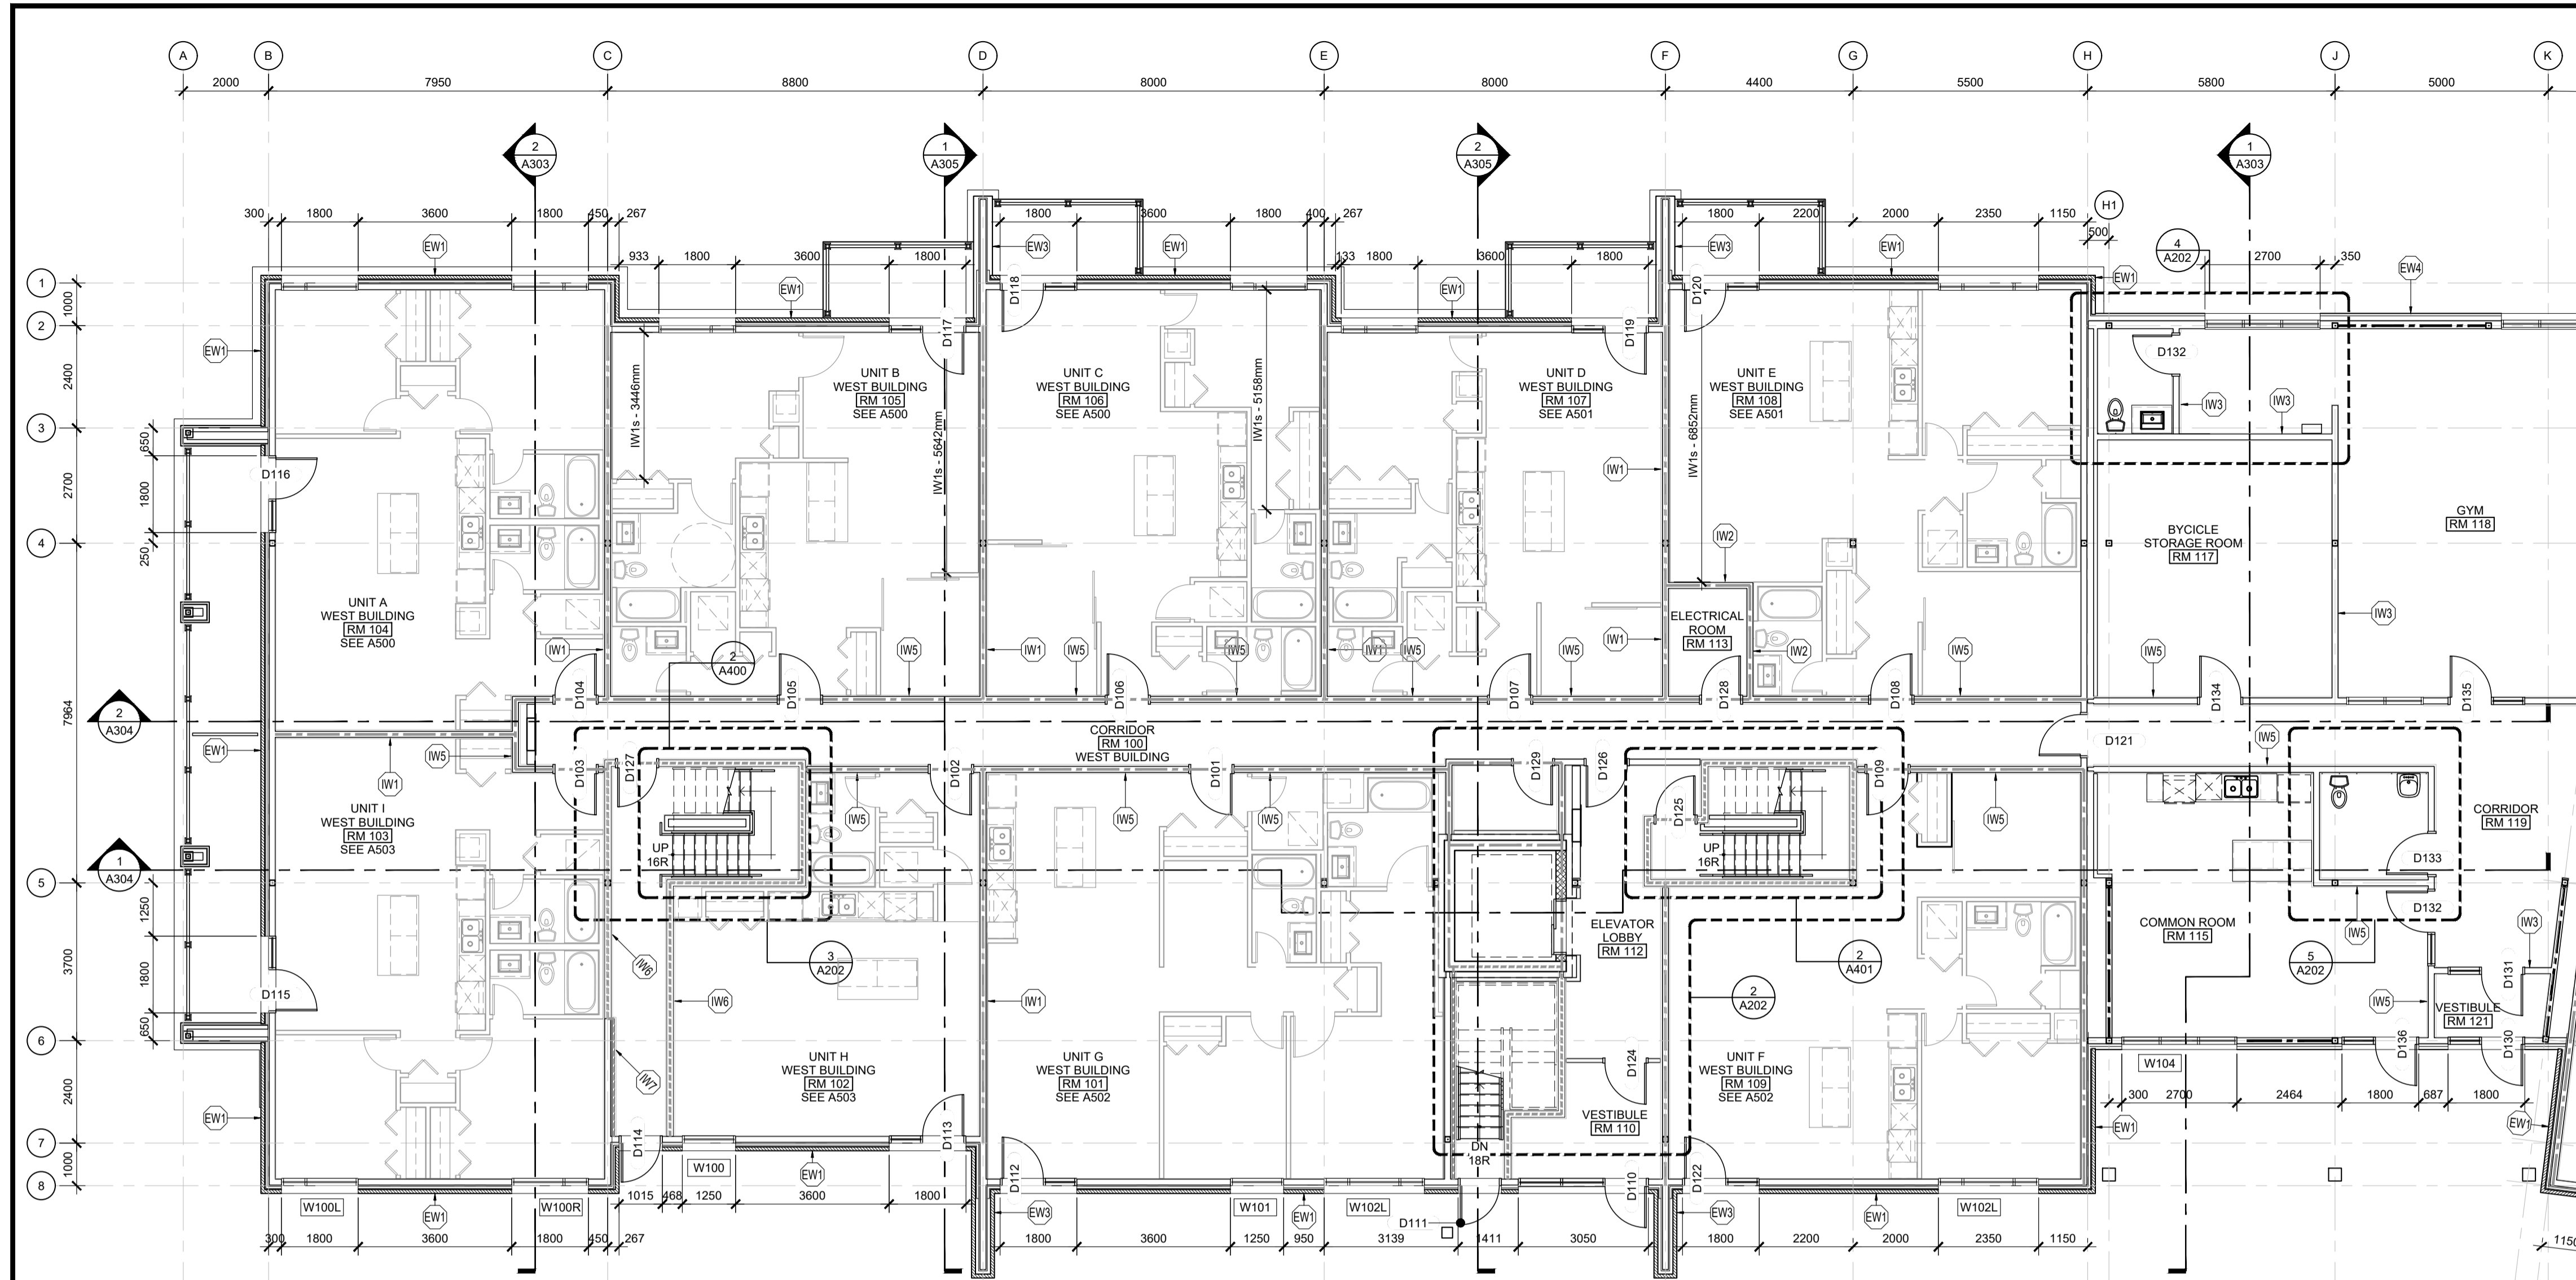 A B C D E F G H J K
2000 7950 8800 8000 8000 4400 5500 5800 5000
2 A303
1 A305
2 A305
1 A303
H1
500
4 A202
2700 350
EW4
EW1
300 1800 3600 1800 450 267
EW1
933 1800 3600 1800
EW1
1800 3600 1800 400 267
EW3 EW1
133 1800 3600 1800
EW1
1800 2200 2000 2350 1150
EW3 EW1
D117 D118 D119 D120
1 2 3 4 5 6 7 8
1000
2400
650
2700
1800
250
7964
1250
3700
1800
650
2400
1000
EW1
EW1
EW1
D116
D115
IW1s - 3446mm
IW1s - 5642mm
IW1s - 5158mm
IW1s - 6852mm
UNIT B
WEST BUILDING
RM 105
SEE A500
UNIT C
WEST BUILDING
RM 106
SEE A500
UNIT D
WEST BUILDING
RM 107
SEE A501
UNIT E
WEST BUILDING
RM 108
SEE A501
D132
IW3
IW3
IW1
IW2
GYM
RM 118
BYCICLE
STORAGE ROOM
RM 117
UNIT A
WEST BUILDING
RM 104
SEE A500
ELECTRICAL
ROOM
RM 113
IW3
IW1
2 A400
IW5
IW1
IW5
IW5
IW1
IW5
IW5
IW1
IW2
IW5
IW5
D104 D105 D106 D107 D128 D108 D134 D135
2 A304
CORRIDOR
RM 100
WEST BUILDING
D121
IW5
IW1
IW5
D103 D127 D102 D101 D129 D126 D109
D125
UNIT I
WEST BUILDING
RM 103
SEE A503
UP
16R
IW5
IW5
IW5
UP
16R
IW5
CORRIDOR
RM 119
D133
D132
1 A304
IW6
IW6
3 A202
IW1
ELEVATOR
LOBBY
RM 112
2 A401
2 A202
COMMON ROOM
RM 115
IW5
IW3
5 A202
IW5
D131
VESTIBULE
RM 121
IW7
UNIT H
WEST BUILDING
RM 102
SEE A503
UNIT G
WEST BUILDING
RM 101
SEE A502
D124
UNIT F
WEST BUILDING
RM 109
SEE A502
VESTIBULE
RM 110
DN
18R
D136 D130
W104
300 2700 2464 1800 687 1800
EW1
EW1
D114 D113 D112 D110 D122
W100
EW1
1015 468 1250 3600 1800
W100L
EW1
W100R
EW3
W101
EW1
W102L
D111
EW3
EW1
W102L
300 1800 3600 1800 450 267
1800 3600 1250 950 3139 1411 3050
1800 2200 2000 2350 1150